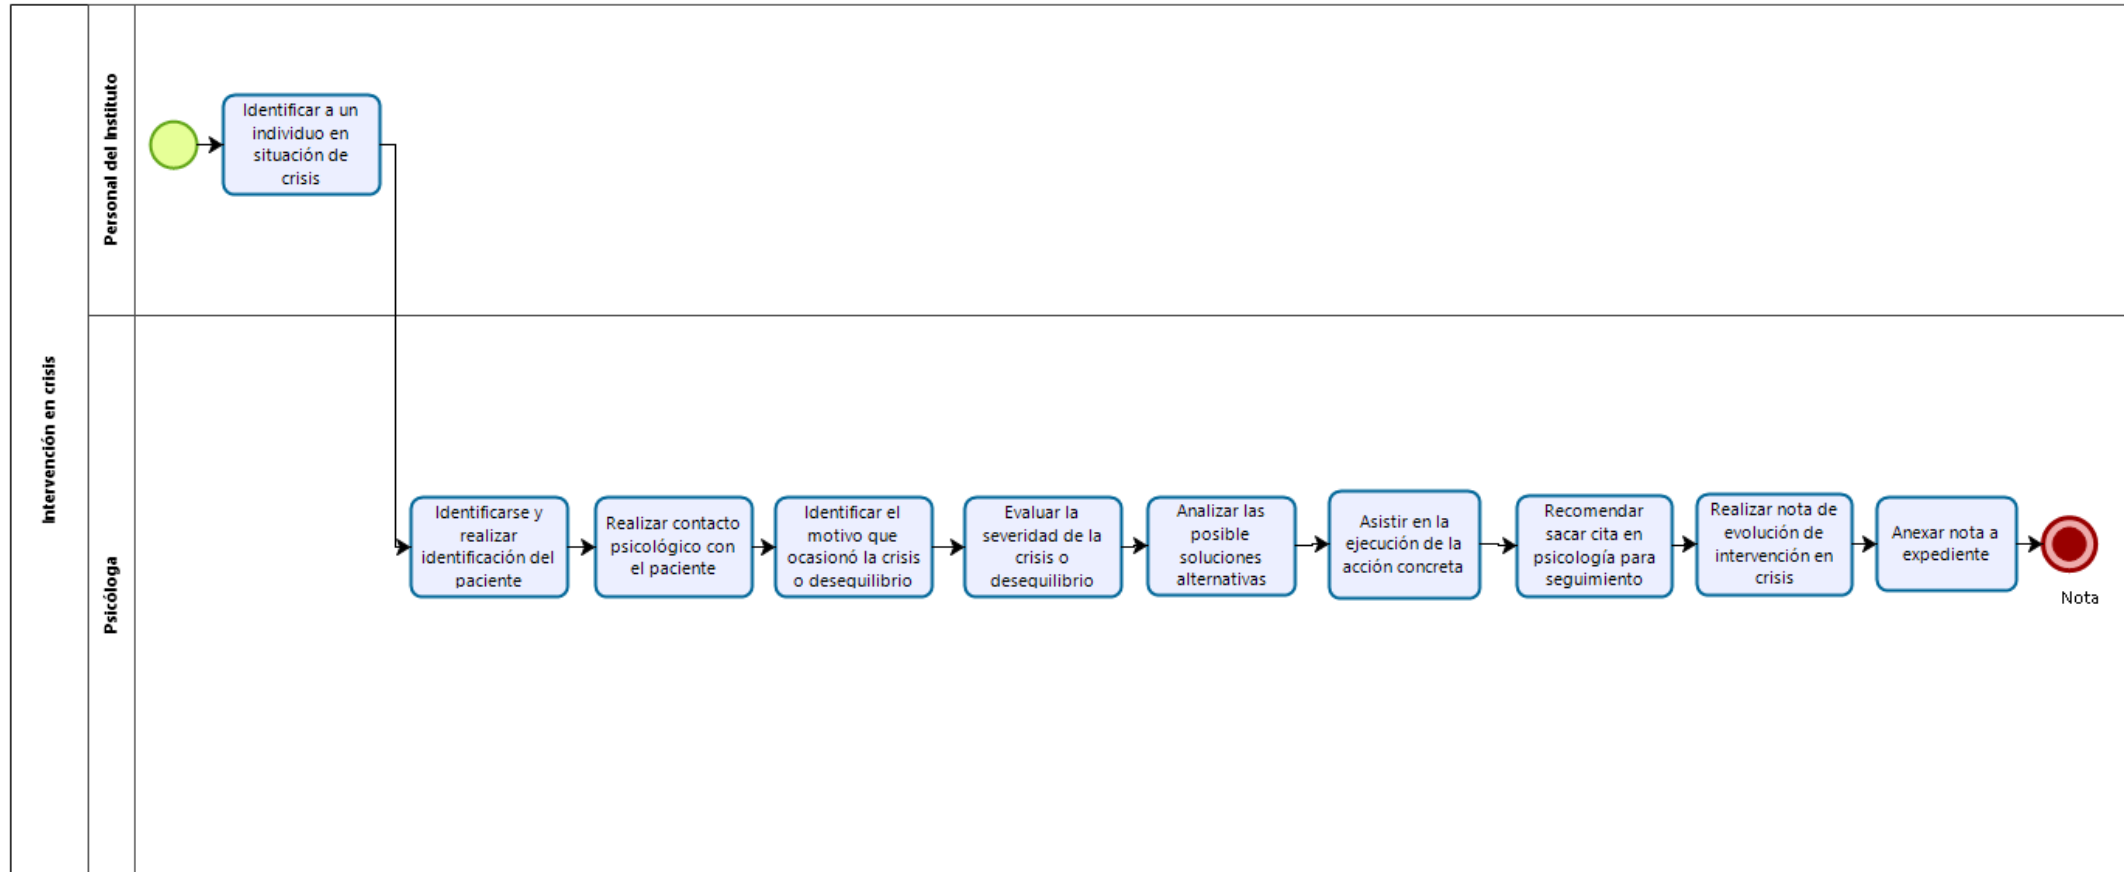 Intervención en crisis
Personal del Instituto
Identificar a un
individuo en
situación de
crisis
Psicóloga
Identificarse y
realizar
identificación del
paciente
Realizar contacto
psicológico con
el paciente
Identificar el
motivo que
ocasionó la crisis
o desequilibrio
Evaluar la
severidad de la
crisis o
desequilibrio
Analizar las
posible
soluciones
alternativas
Asistir en la
ejecución de la
acción concreta
Recomendar
sacar cita en
psicología para
seguimiento
Realizar nota de
evolución de
intervención en
crisis
Anexar nota a
expediente
Nota